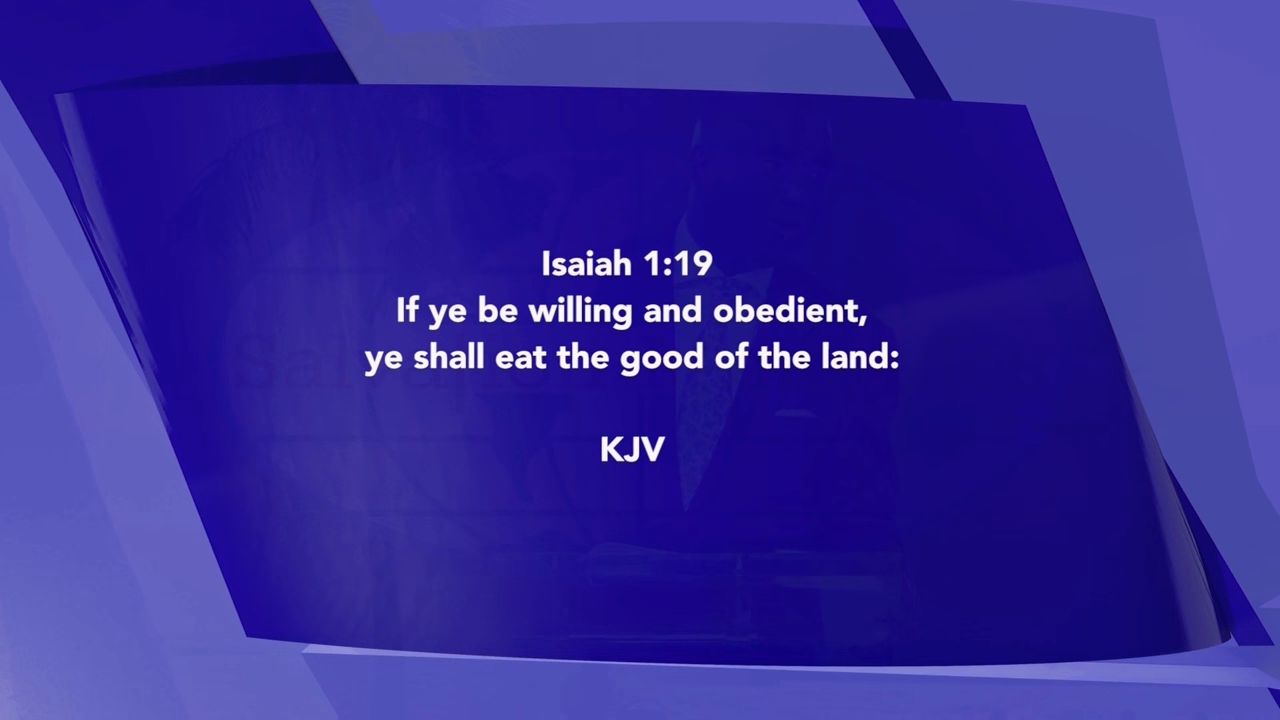 Isaiah 1:19
If ye be willing and obedient,
ye shall eat the good of the land:
KJV